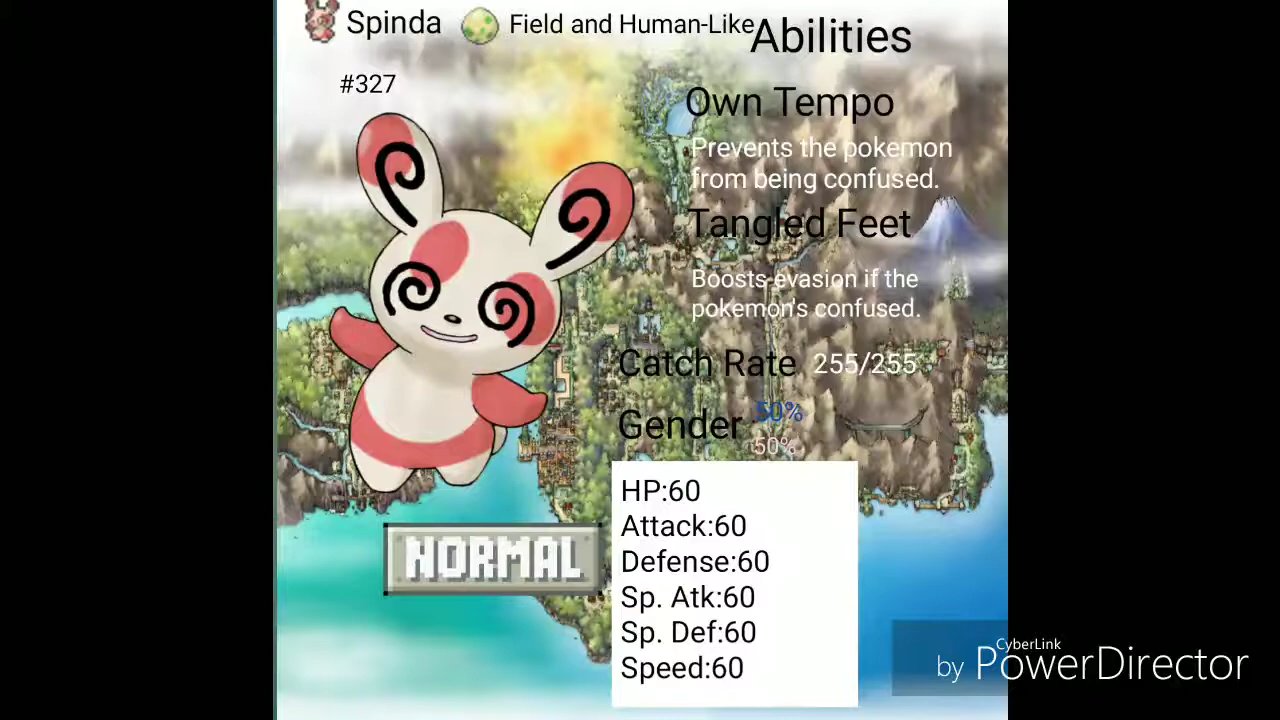 Spinda
Field and Human-Like
#327
Abilities
Own Tempo
Prevents the pokemon
from being confused.
Tangled Feet
Boosts evasion if the
pokemon's confused.
Catch Rate 255/255
Gender 50%
50%
HP:60
Attack:60
Defense:60
Sp. Atk:60
Sp. Def:60
Speed:60
NORMAL
CyberLink
by PowerDirector